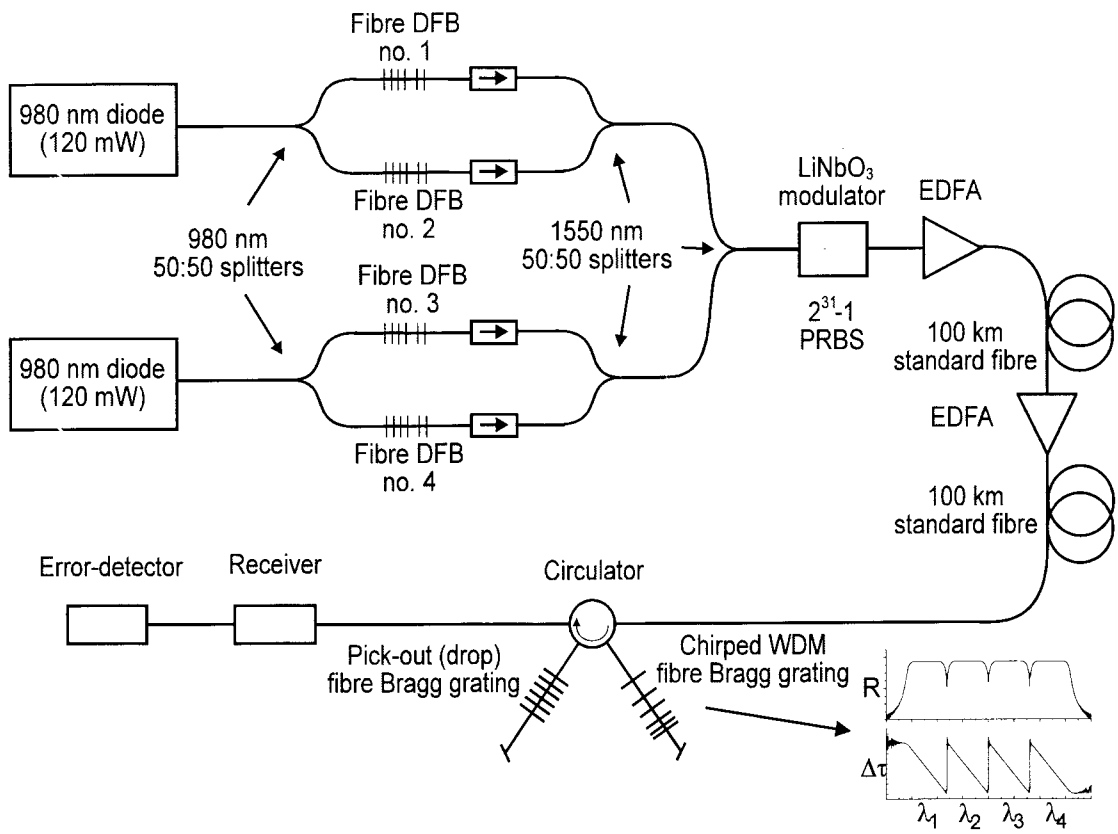 Fibre DFB
no. 1
980 nm diode
(120 mW)
Fibre DFB
no. 2
980 nm
50:50 splitters
1550 nm
50:50 splitters
LiNbO₃
modulator
2³¹-1
PRBS
EDFA
100 km
standard fibre
Fibre DFB
no. 3
980 nm diode
(120 mW)
Fibre DFB
no. 4
EDFA
100 km
standard fibre
Error-detector
Receiver
Circulator
Pick-out (drop)
fibre Bragg grating
Chirped WDM
fibre Bragg grating
R
Δτ
λ₁ λ₂ λ₃ λ₄